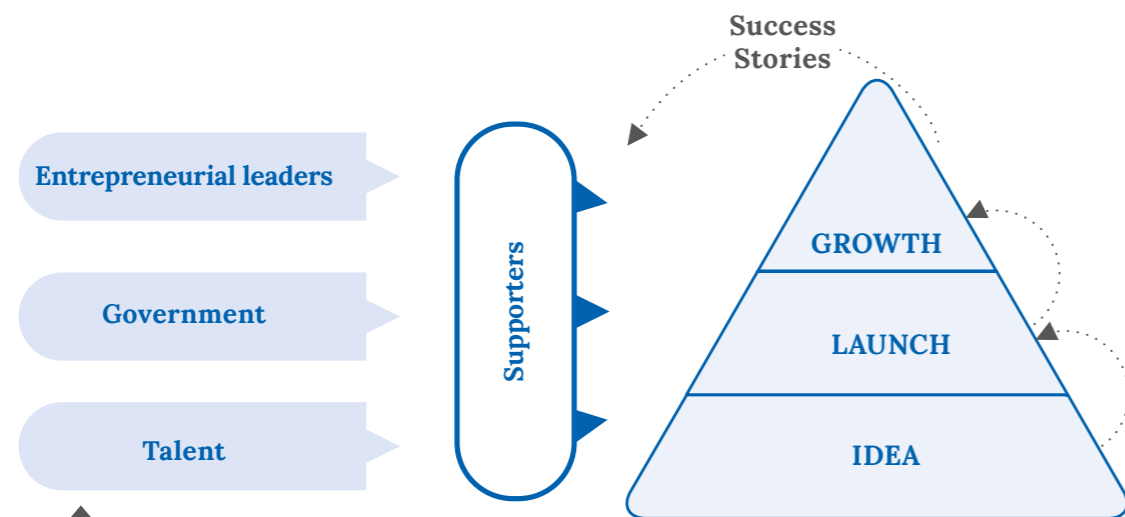 Success
Stories
Entrepreneurial leaders
Government
Talent
Supporters
GROWTH
LAUNCH
IDEA